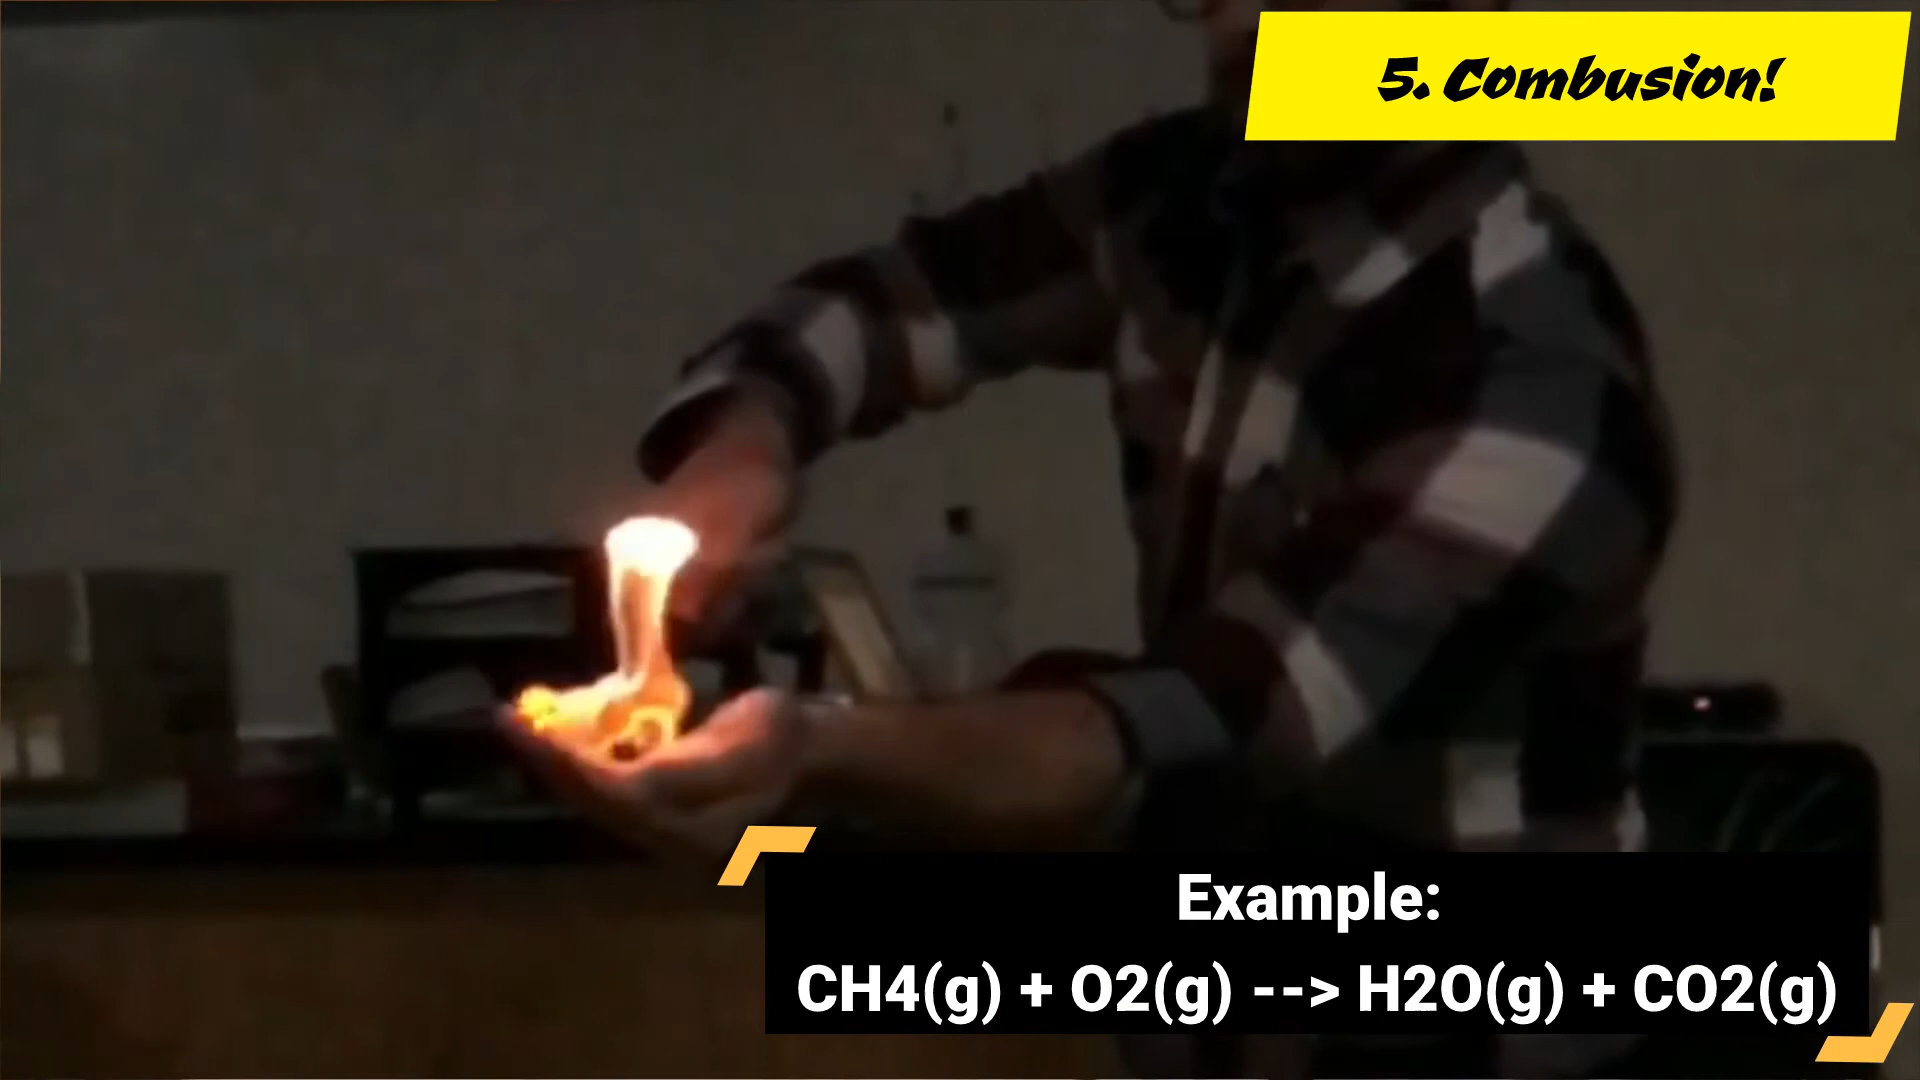 5. Combusion!
Example:
CH4(g) + O2(g) --> H2O(g) + CO2(g)